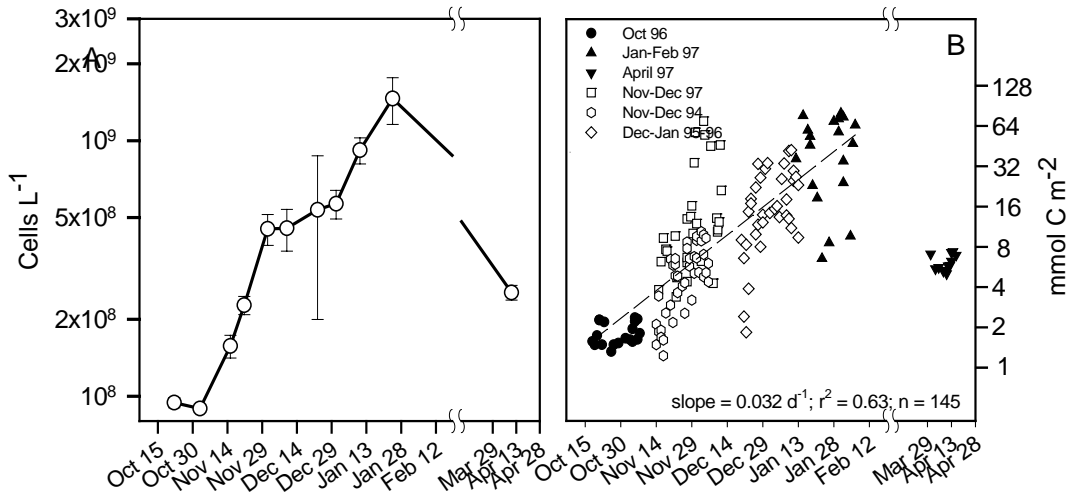 3x10⁹
A
2x10⁹
10⁹
5x10⁸
2x10⁸
10⁸
Cells L⁻¹
Oct 15
Oct 30
Nov 14
Nov 29
Dec 14
Dec 29
Jan 13
Jan 28
Feb 12
Mar 29
Apr 13
Apr 28
B
Oct 96
Jan-Feb 97
April 97
Nov-Dec 97
Nov-Dec 94
Dec-Jan 95-96
128
64
32
16
8
4
2
1
mmol C m⁻²
slope = 0.032 d⁻¹; r² = 0.63; n = 145
Oct 15
Oct 30
Nov 14
Nov 29
Dec 14
Dec 29
Jan 13
Jan 28
Feb 12
Mar 29
Apr 13
Apr 28